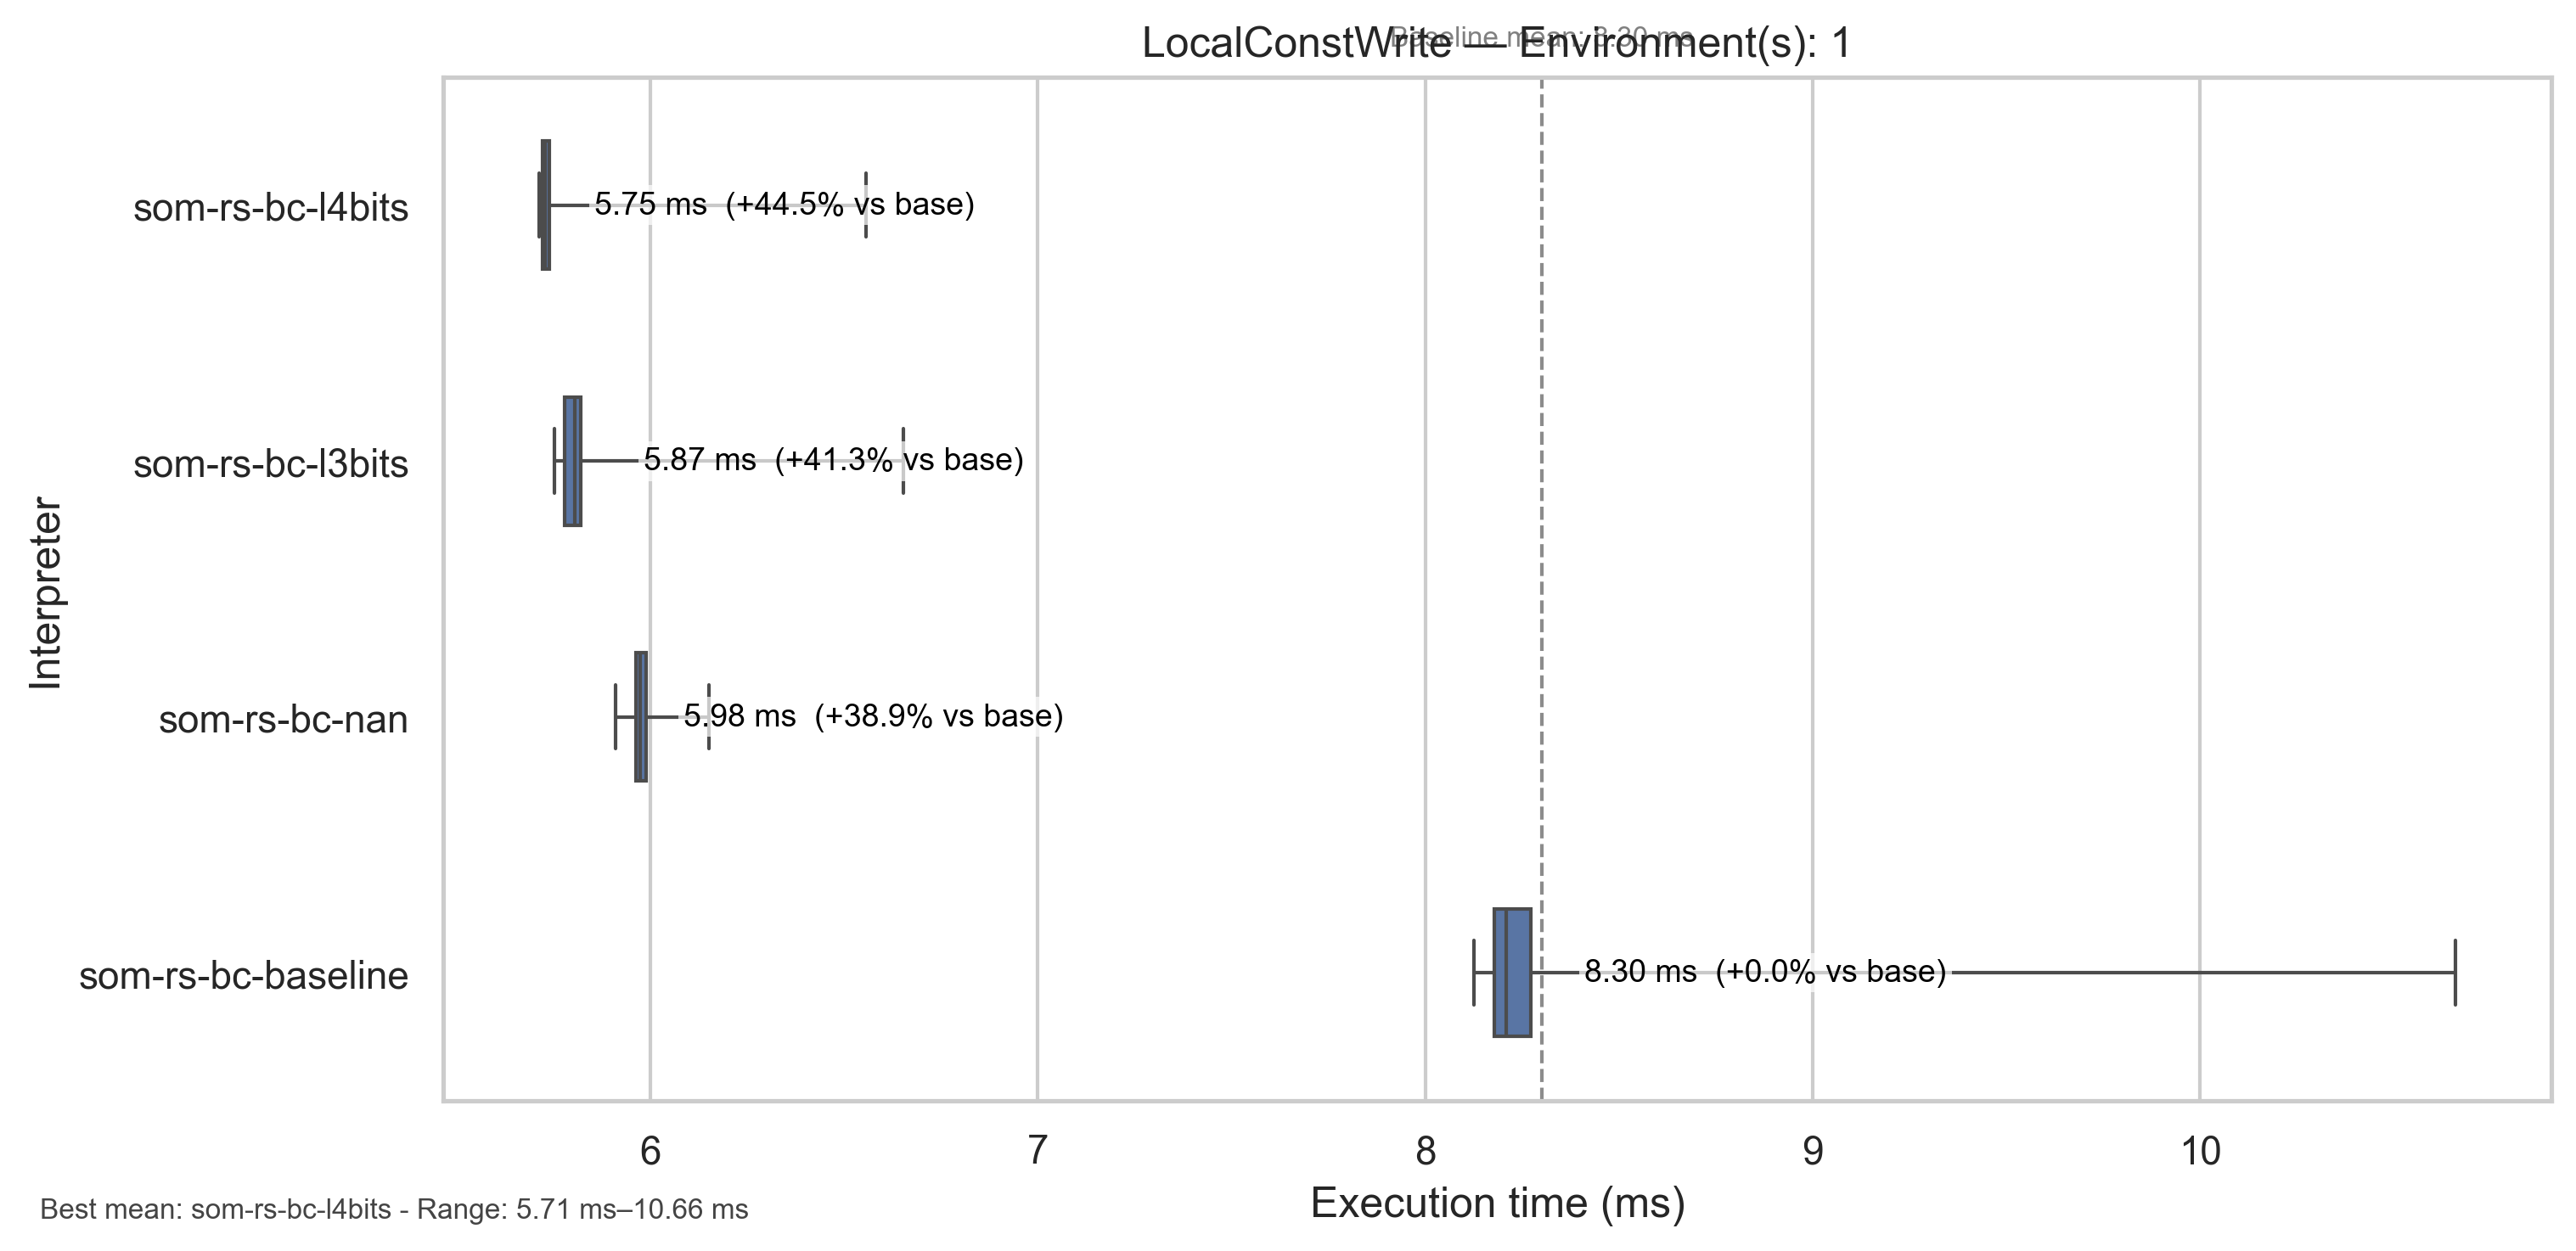 LocalConstWrite — Environment(s): 1
Baseline mean: 8.30 ms
som-rs-bc-l4bits
5.75 ms (+44.5% vs base)
som-rs-bc-l3bits
5.87 ms (+41.3% vs base)
Interpreter
som-rs-bc-nan
5.98 ms (+38.9% vs base)
som-rs-bc-baseline
8.30 ms (+0.0% vs base)
6 7 8 9 10
Execution time (ms)
Best mean: som-rs-bc-l4bits - Range: 5.71 ms–10.66 ms